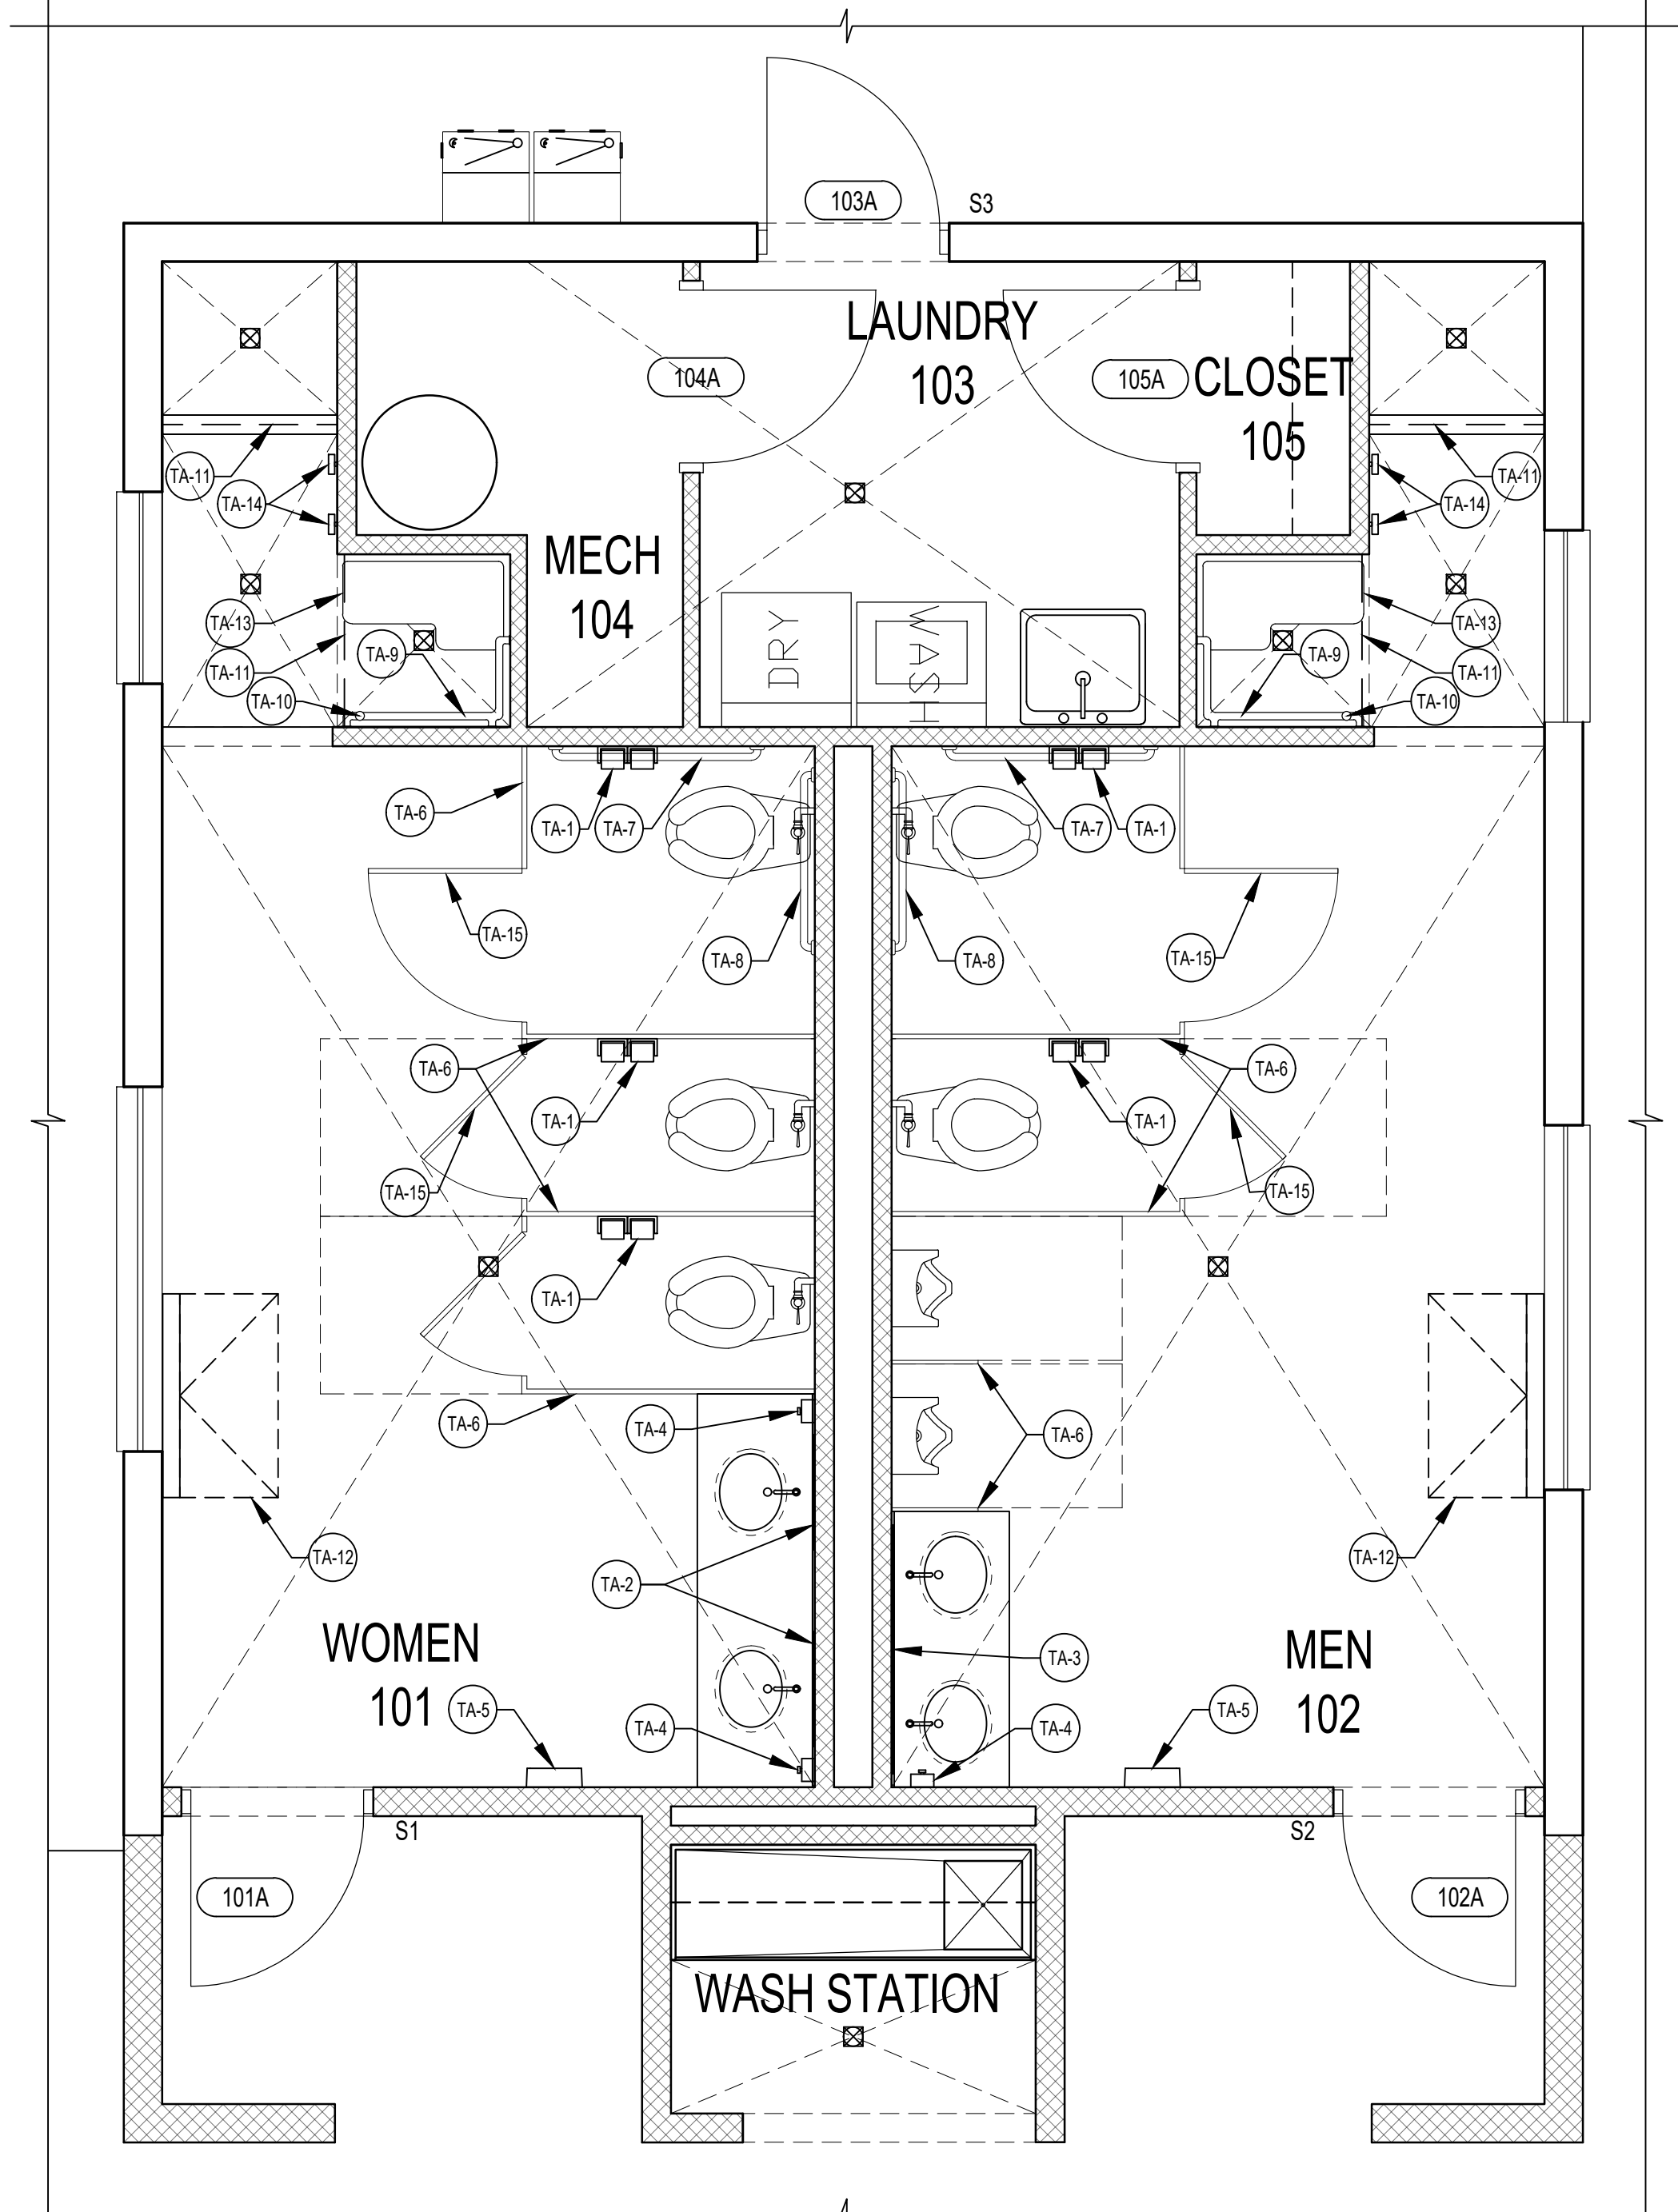 103A
S3
LAUNDRY
103
104A
105A
CLOSET
105
TA-11
TA-11
TA-14
TA-14
MECH
104
TA-13
TA-13
DRY
WASH
TA-9
TA-9
TA-11
TA-11
TA-10
TA-10
TA-6
TA-1
TA-7
TA-7
TA-1
TA-15
TA-8
TA-8
TA-15
TA-6
TA-6
TA-1
TA-1
TA-15
TA-15
TA-1
TA-6
TA-4
TA-6
TA-12
TA-12
TA-2
WOMEN
101
TA-3
MEN
102
TA-5
TA-4
TA-4
TA-5
S1
S2
101A
102A
WASH STATION